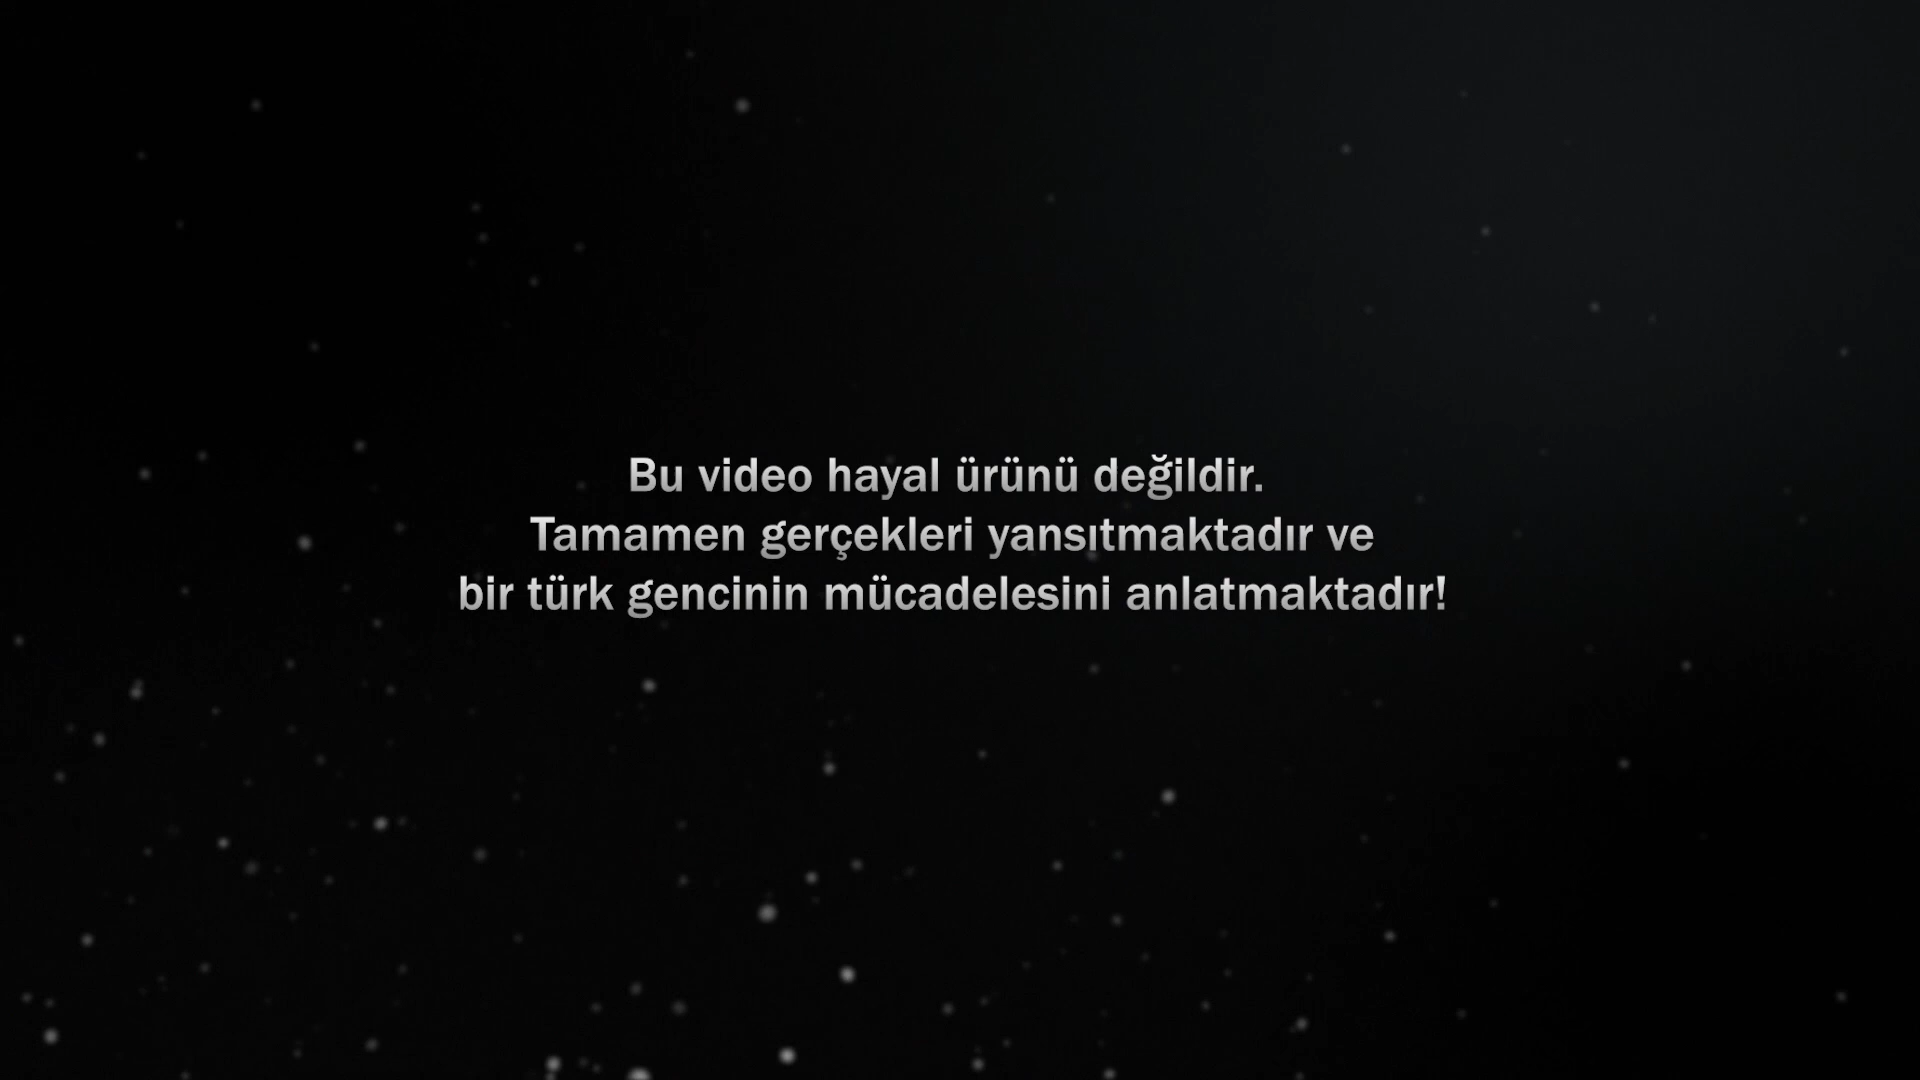 Bu video hayal ürünü değildir.
Tamamen gerçekleri yansıtmaktadır ve
bir türk gencinin mücadelesini anlatmaktadır!